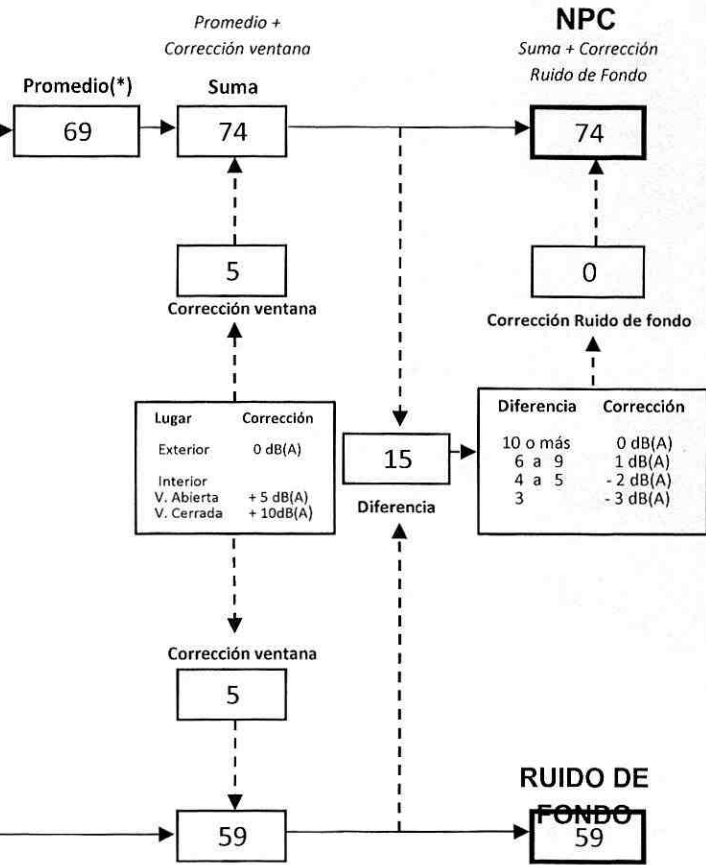 Promedio +
Corrección ventana
NPC
Suma + Corrección
Ruido de Fondo
Promedio(*)
Suma
69
74
74
5
0
Corrección ventana
Corrección Ruido de fondo
Lugar Corrección
Exterior 0 dB(A)
Interior
V. Abierta + 5 dB(A)
V. Cerrada + 10dB(A)
15
Diferencia
Diferencia Corrección
10 o más 0 dB(A)
6 a 9 1 dB(A)
4 a 5 - 2 dB(A)
3 - 3 dB(A)
Corrección ventana
5
RUIDO DE
FONDO
59
59